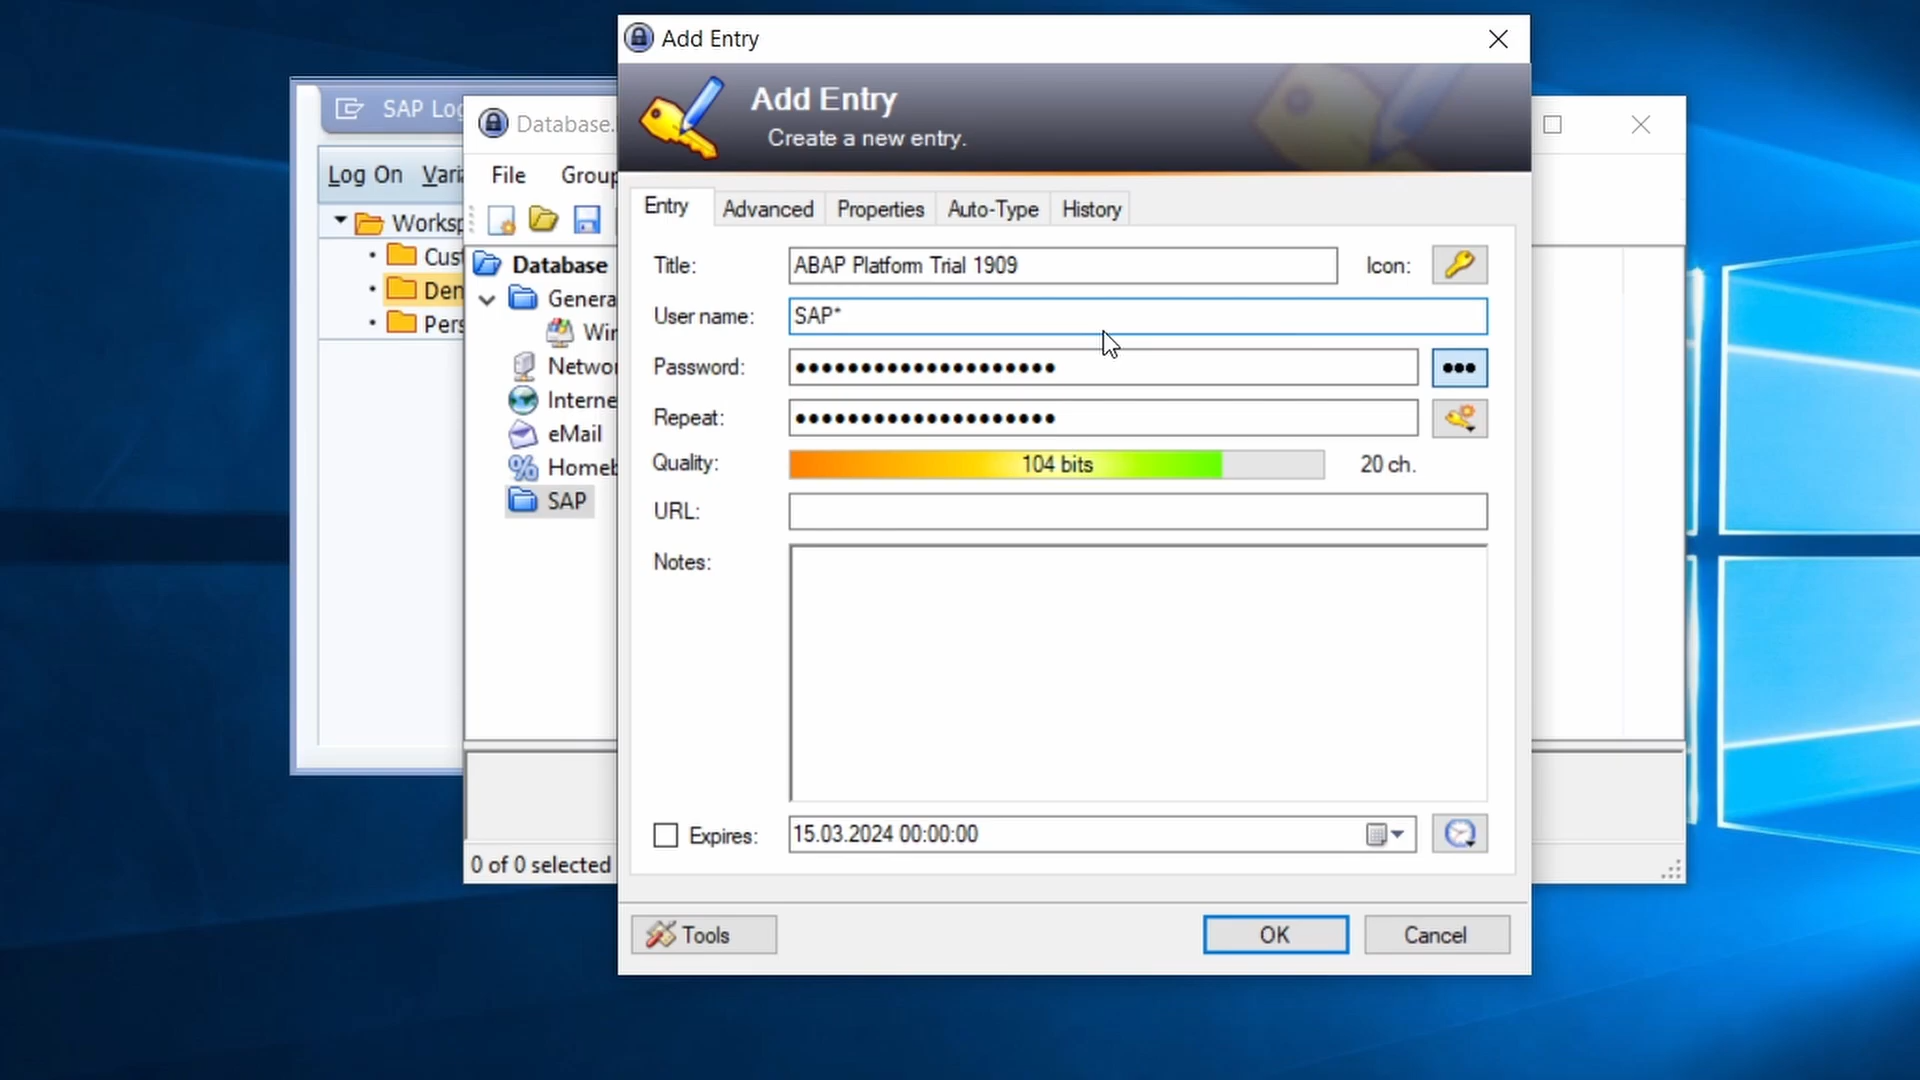 Add Entry
Add Entry
Create a new entry.
SAP Log
Database.
Log On Vari
File Group
Entry Advanced Properties Auto-Type History
Worksp
Cust
Den
Pers
Database
Genera
Win
Networ
Interne
eMail
Homeb
SAP
Title: ABAP Platform Trial 1909 Icon:
User name: SAP*
Password: ••••••••••••••••••••
Repeat: ••••••••••••••••••••
Quality: 104 bits 20 ch.
URL:
Notes:
Expires: 15.03.2024 00:00:00
0 of 0 selected
Tools OK Cancel